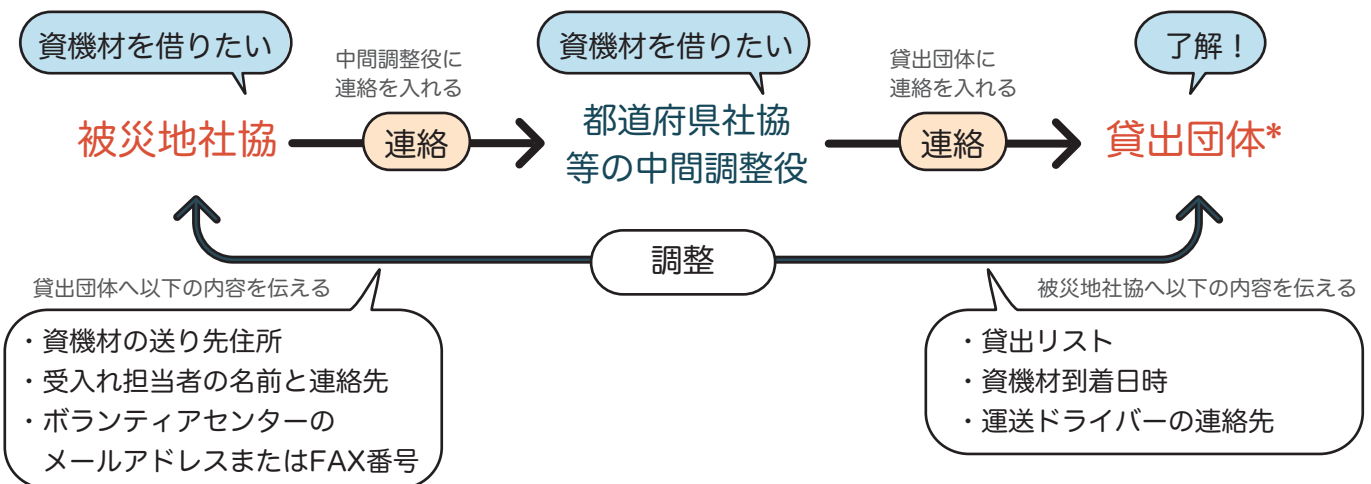 資機材を借りたい
資機材を借りたい
了解！
中間調整役に
連絡を入れる
貸出団体に
連絡を入れる
被災地社協
連絡
都道府県社協
等の中間調整役
連絡
貸出団体*
調整
貸出団体へ以下の内容を伝える
・資機材の送り先住所
・受入れ担当者の名前と連絡先
・ボランティアセンターの
メールアドレスまたはFAX番号
被災地社協へ以下の内容を伝える
・貸出リスト
・資機材到着日時
・運送ドライバーの連絡先